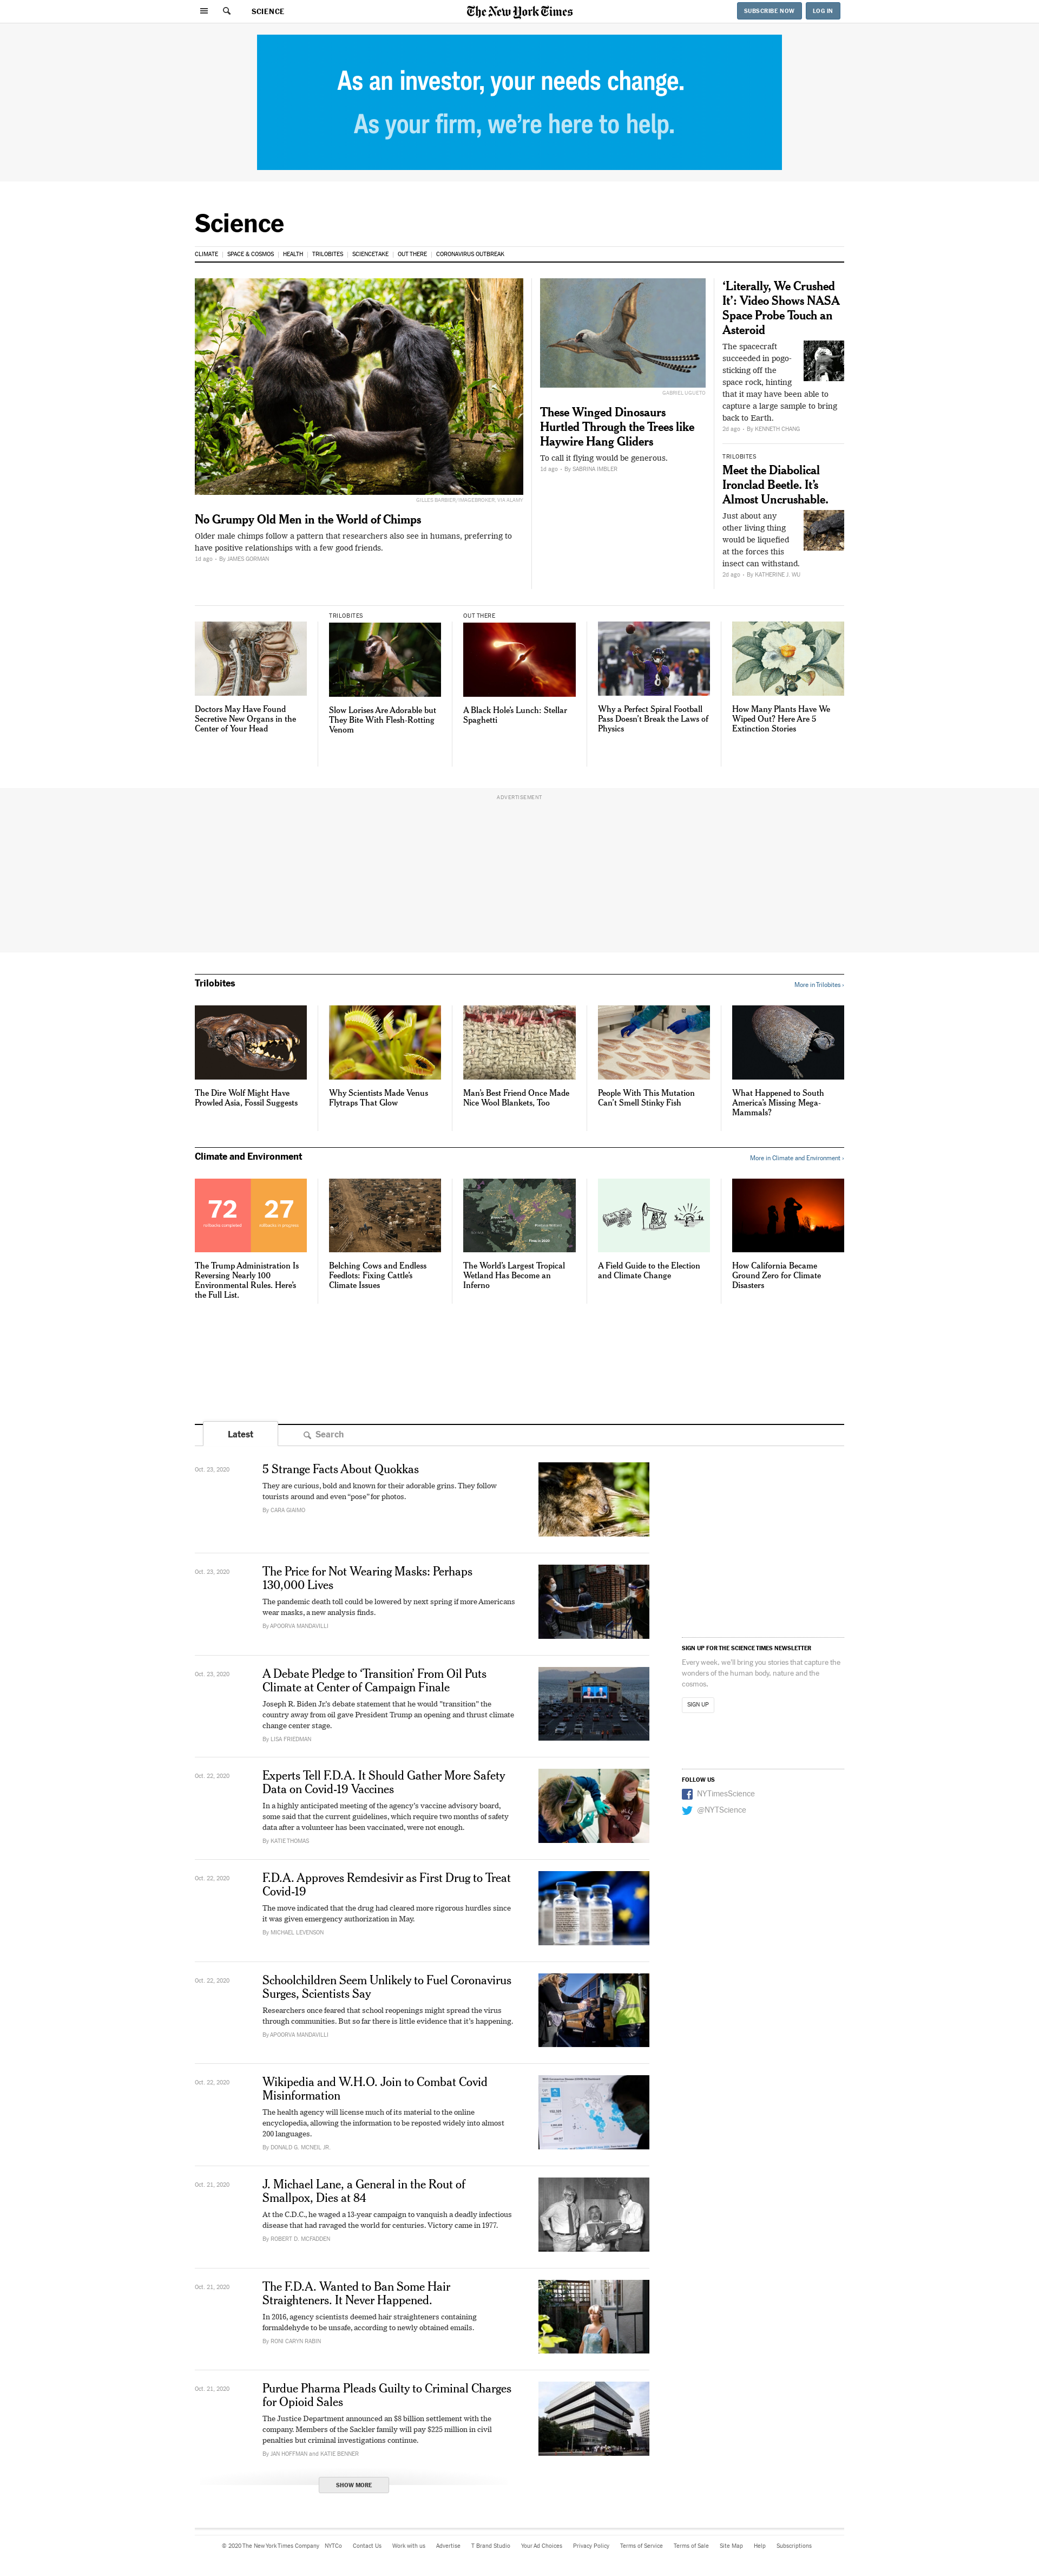 SCIENCE
The New York Times
SUBSCRIBE NOW
LOG IN
As an investor, your needs change.
As your firm, we're here to help.
Science
CLIMATE
SPACE & COSMOS
HEALTH
TRILOBITES
SCIENCETAKE
OUT THERE
CORONAVIRUS OUTBREAK
GILLES BARBIER/IMAGEBROKER, VIA ALAMY
No Grumpy Old Men in the World of Chimps
Older male chimps follow a pattern that researchers also see in humans, preferring to
have positive relationships with a few good friends.
1d ago - By JAMES GORMAN
GABRIEL UGUETO
These Winged Dinosaurs
Hurtled Through the Trees like
Haywire Hang Gliders
To call it flying would be generous.
1d ago - By SABRINA IMBLER
‘Literally, We Crushed
It’: Video Shows NASA
Space Probe Touch an
Asteroid
The spacecraft
succeeded in pogo-
sticking off the
space rock, hinting
that it may have been able to
capture a large sample to bring
back to Earth.
2d ago - By KENNETH CHANG
TRILOBITES
Meet the Diabolical
Ironclad Beetle. It’s
Almost Uncrushable.
Just about any
other living thing
would be liquefied
at the forces this
insect can withstand.
2d ago - By KATHERINE J. WU
Doctors May Have Found
Secretive New Organs in the
Center of Your Head
TRILOBITES
Slow Lorises Are Adorable but
They Bite With Flesh-Rotting
Venom
OUT THERE
A Black Hole’s Lunch: Stellar
Spaghetti
Why a Perfect Spiral Football
Pass Doesn’t Break the Laws of
Physics
How Many Plants Have We
Wiped Out? Here Are 5
Extinction Stories
ADVERTISEMENT
Trilobites
More in Trilobites ›
The Dire Wolf Might Have
Prowled Asia, Fossil Suggests
Why Scientists Made Venus
Flytraps That Glow
Man’s Best Friend Once Made
Nice Wool Blankets, Too
People With This Mutation
Can’t Smell Stinky Fish
What Happened to South
America’s Missing Mega-
Mammals?
Climate and Environment
More in Climate and Environment ›
72
27
The Trump Administration Is
Reversing Nearly 100
Environmental Rules. Here’s
the Full List.
Belching Cows and Endless
Feedlots: Fixing Cattle’s
Climate Issues
The World’s Largest Tropical
Wetland Has Become an
Inferno
A Field Guide to the Election
and Climate Change
How California Became
Ground Zero for Climate
Disasters
Latest
Search
Oct. 23, 2020
5 Strange Facts About Quokkas
They are curious, bold and known for their adorable grins. They follow
tourists around and even “pose” for photos.
By CARA GIAIMO
Oct. 23, 2020
The Price for Not Wearing Masks: Perhaps
130,000 Lives
The pandemic death toll could be lowered by next spring if more Americans
wear masks, a new analysis finds.
By APOORVA MANDAVILLI
Oct. 23, 2020
A Debate Pledge to ‘Transition’ From Oil Puts
Climate at Center of Campaign Finale
Joseph R. Biden Jr.’s debate statement that he would "transition" the
country away from oil gave President Trump an opening and thrust climate
change center stage.
By LISA FRIEDMAN
Oct. 22, 2020
Experts Tell F.D.A. It Should Gather More Safety
Data on Covid-19 Vaccines
In a highly anticipated meeting of the agency’s vaccine advisory board,
some said that the current guidelines, which require two months of safety
data after a volunteer has been vaccinated, were not enough.
By KATIE THOMAS
Oct. 22, 2020
F.D.A. Approves Remdesivir as First Drug to Treat
Covid-19
The move indicated that the drug had cleared more rigorous hurdles since
it was given emergency authorization in May.
By MICHAEL LEVENSON
Oct. 22, 2020
Schoolchildren Seem Unlikely to Fuel Coronavirus
Surges, Scientists Say
Researchers once feared that school reopenings might spread the virus
through communities. But so far there is little evidence that it’s happening.
By APOORVA MANDAVILLI
Oct. 22, 2020
Wikipedia and W.H.O. Join to Combat Covid
Misinformation
The health agency will license much of its material to the online
encyclopedia, allowing the information to be reposted widely into almost
200 languages.
By DONALD G. MCNEIL JR.
Oct. 21, 2020
J. Michael Lane, a General in the Rout of
Smallpox, Dies at 84
At the C.D.C., he waged a 13-year campaign to vanquish a deadly infectious
disease that had ravaged the world for centuries. Victory came in 1977.
By ROBERT D. MCFADDEN
Oct. 21, 2020
The F.D.A. Wanted to Ban Some Hair
Straighteners. It Never Happened.
In 2016, agency scientists deemed hair straighteners containing
formaldehyde to be unsafe, according to newly obtained emails.
By RONI CARYN RABIN
Oct. 21, 2020
Purdue Pharma Pleads Guilty to Criminal Charges
for Opioid Sales
The Justice Department announced an $8 billion settlement with the
company. Members of the Sackler family will pay $225 million in civil
penalties but criminal investigations continue.
By JAN HOFFMAN and KATIE BENNER
SHOW MORE
SIGN UP FOR THE SCIENCE TIMES NEWSLETTER
Every week, we'll bring you stories that capture the
wonders of the human body, nature and the
cosmos.
SIGN UP
FOLLOW US
NYTimesScience
@NYTScience
© 2020 The New York Times Company
NYTCo
Contact Us
Work with us
Advertise
T Brand Studio
Your Ad Choices
Privacy Policy
Terms of Service
Terms of Sale
Site Map
Help
Subscriptions